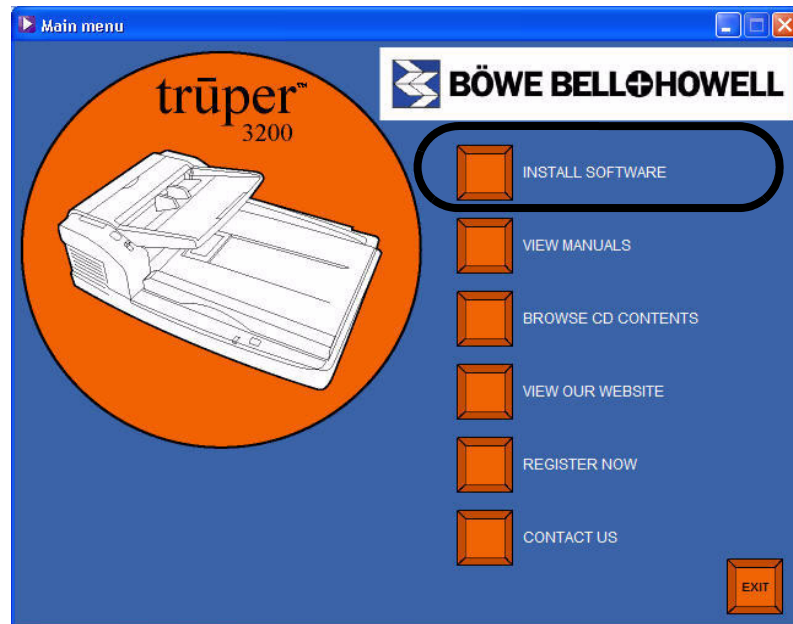 Main menu
trūper™
3200
BÖWE BELL+HOWELL
INSTALL SOFTWARE
VIEW MANUALS
BROWSE CD CONTENTS
VIEW OUR WEBSITE
REGISTER NOW
CONTACT US
EXIT